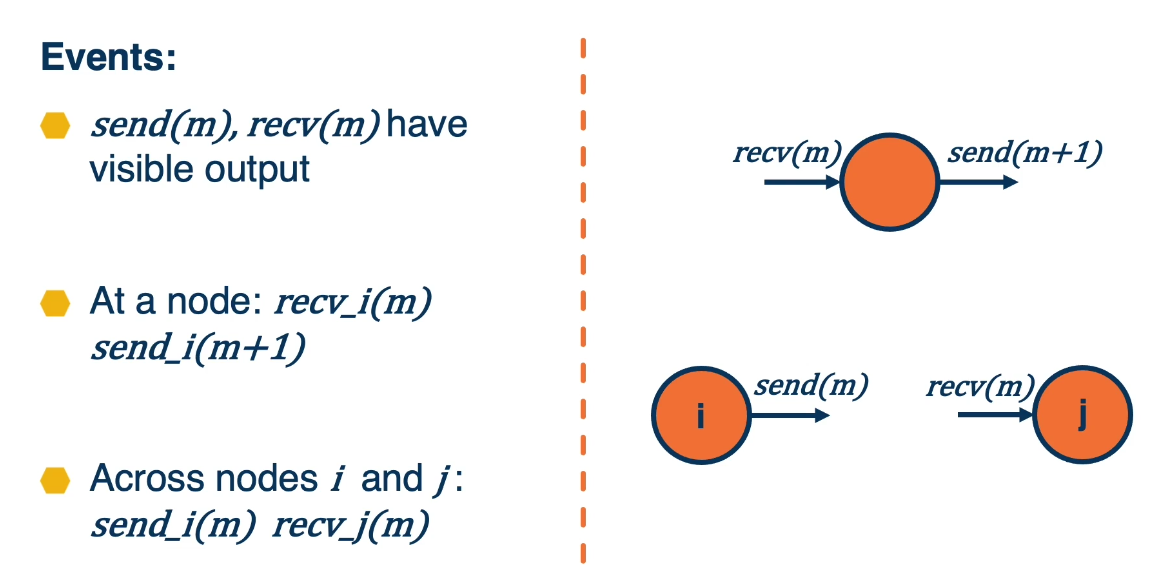 Events:
send(m), recv(m) have
visible output
At a node: recv_i(m)
send_i(m+1)
Across nodes i and j:
send_i(m) recv_j(m)
recv(m) send(m+1)
i send(m) recv(m) j